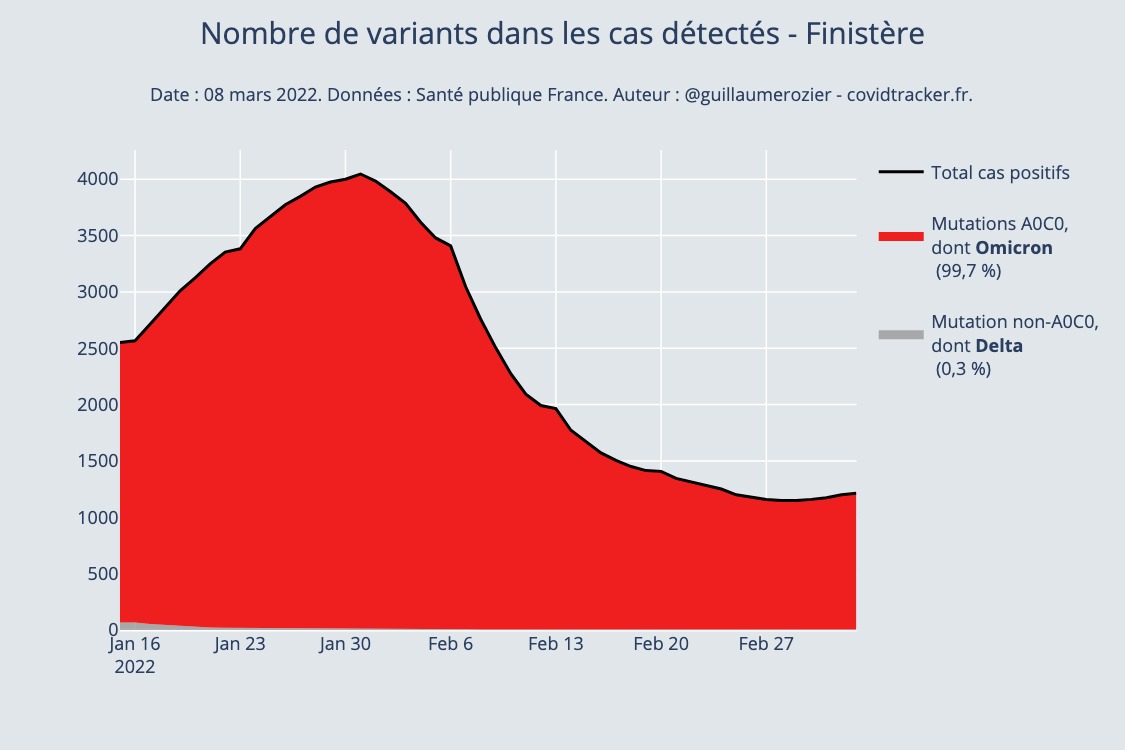 Nombre de variants dans les cas détectés - Finistère
Date : 08 mars 2022. Données : Santé publique France. Auteur : @guillaumerozier - covidtracker.fr.
4000
3500
3000
2500
2000
1500
1000
500
0
Jan 16
2022
Jan 23
Jan 30
Feb 6
Feb 13
Feb 20
Feb 27
Total cas positifs
Mutations A0C0,
dont Omicron
(99,7 %)
Mutation non-A0C0,
dont Delta
(0,3 %)